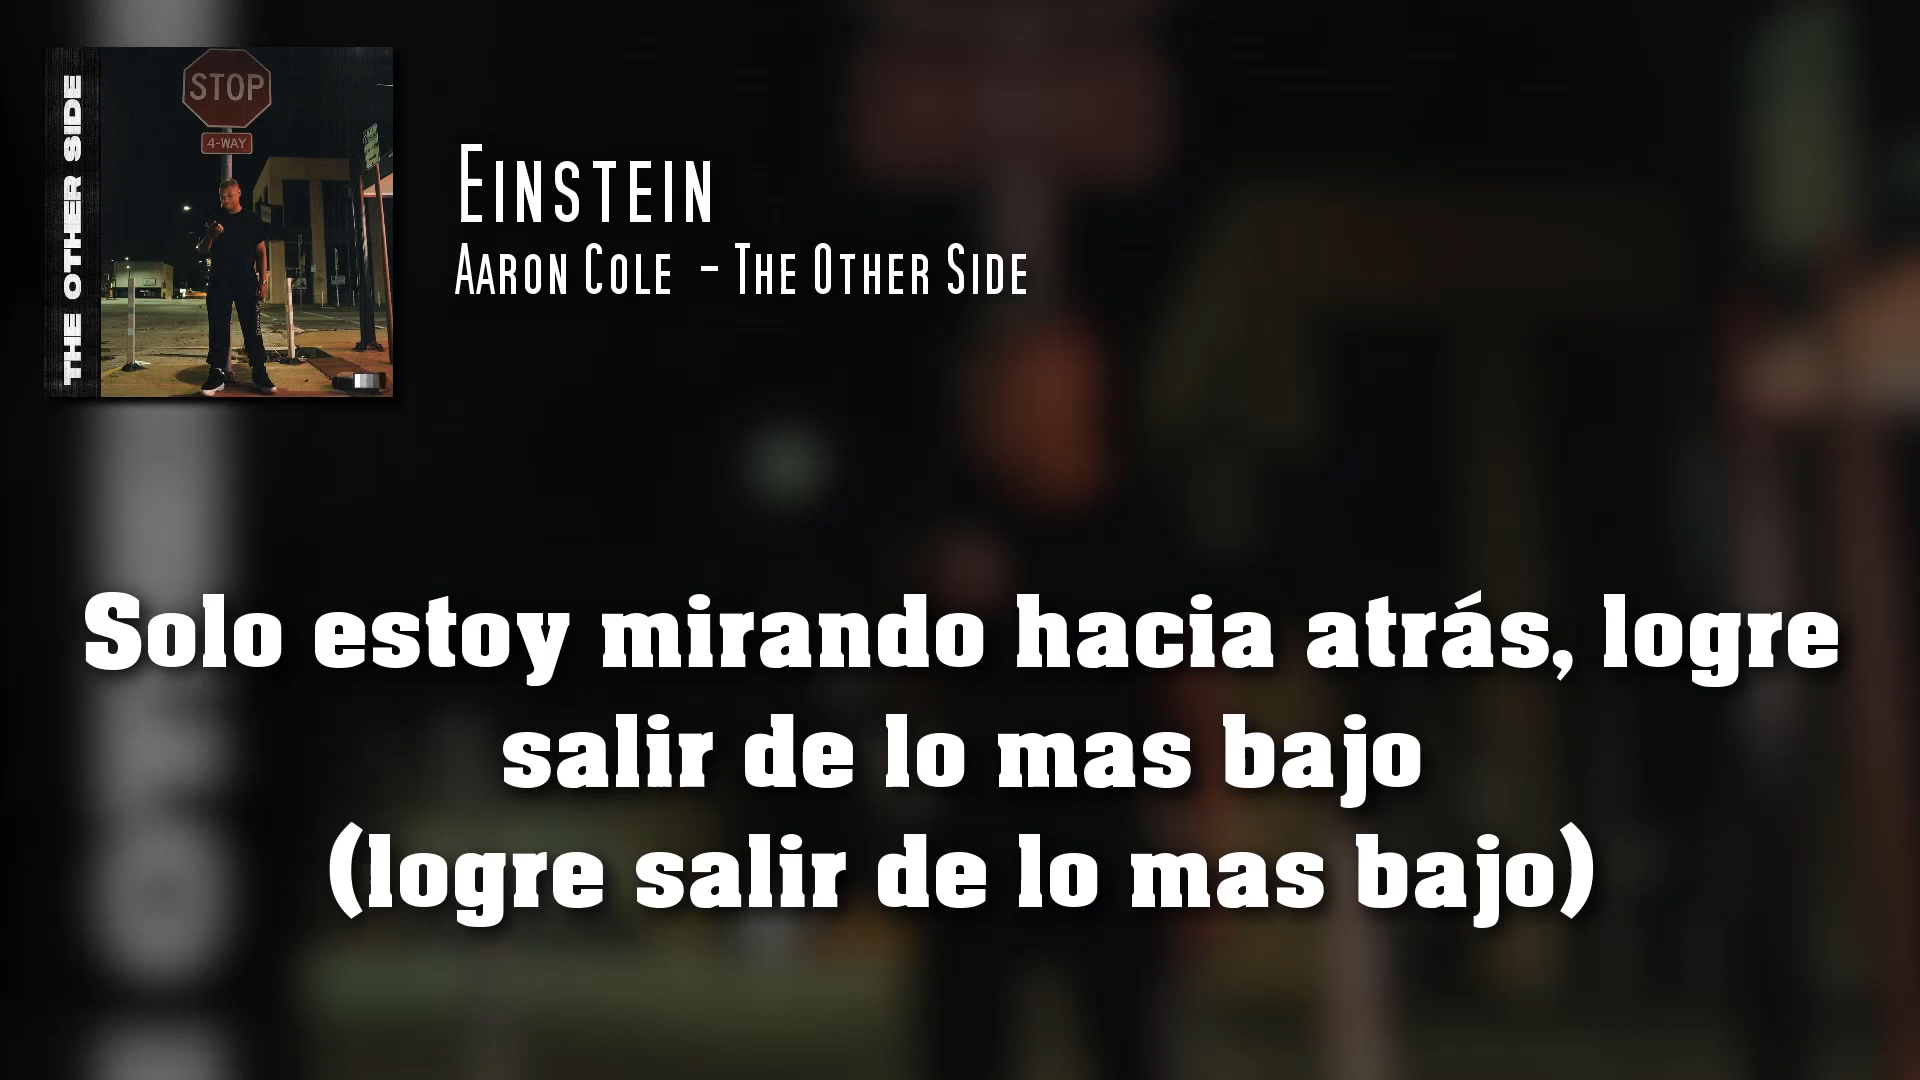 THE OTHER SIDE
STOP
4-WAY
Einstein
Aaron Cole - The Other Side
Solo estoy mirando hacia atrás, logre
salir de lo mas bajo
(logre salir de lo mas bajo)